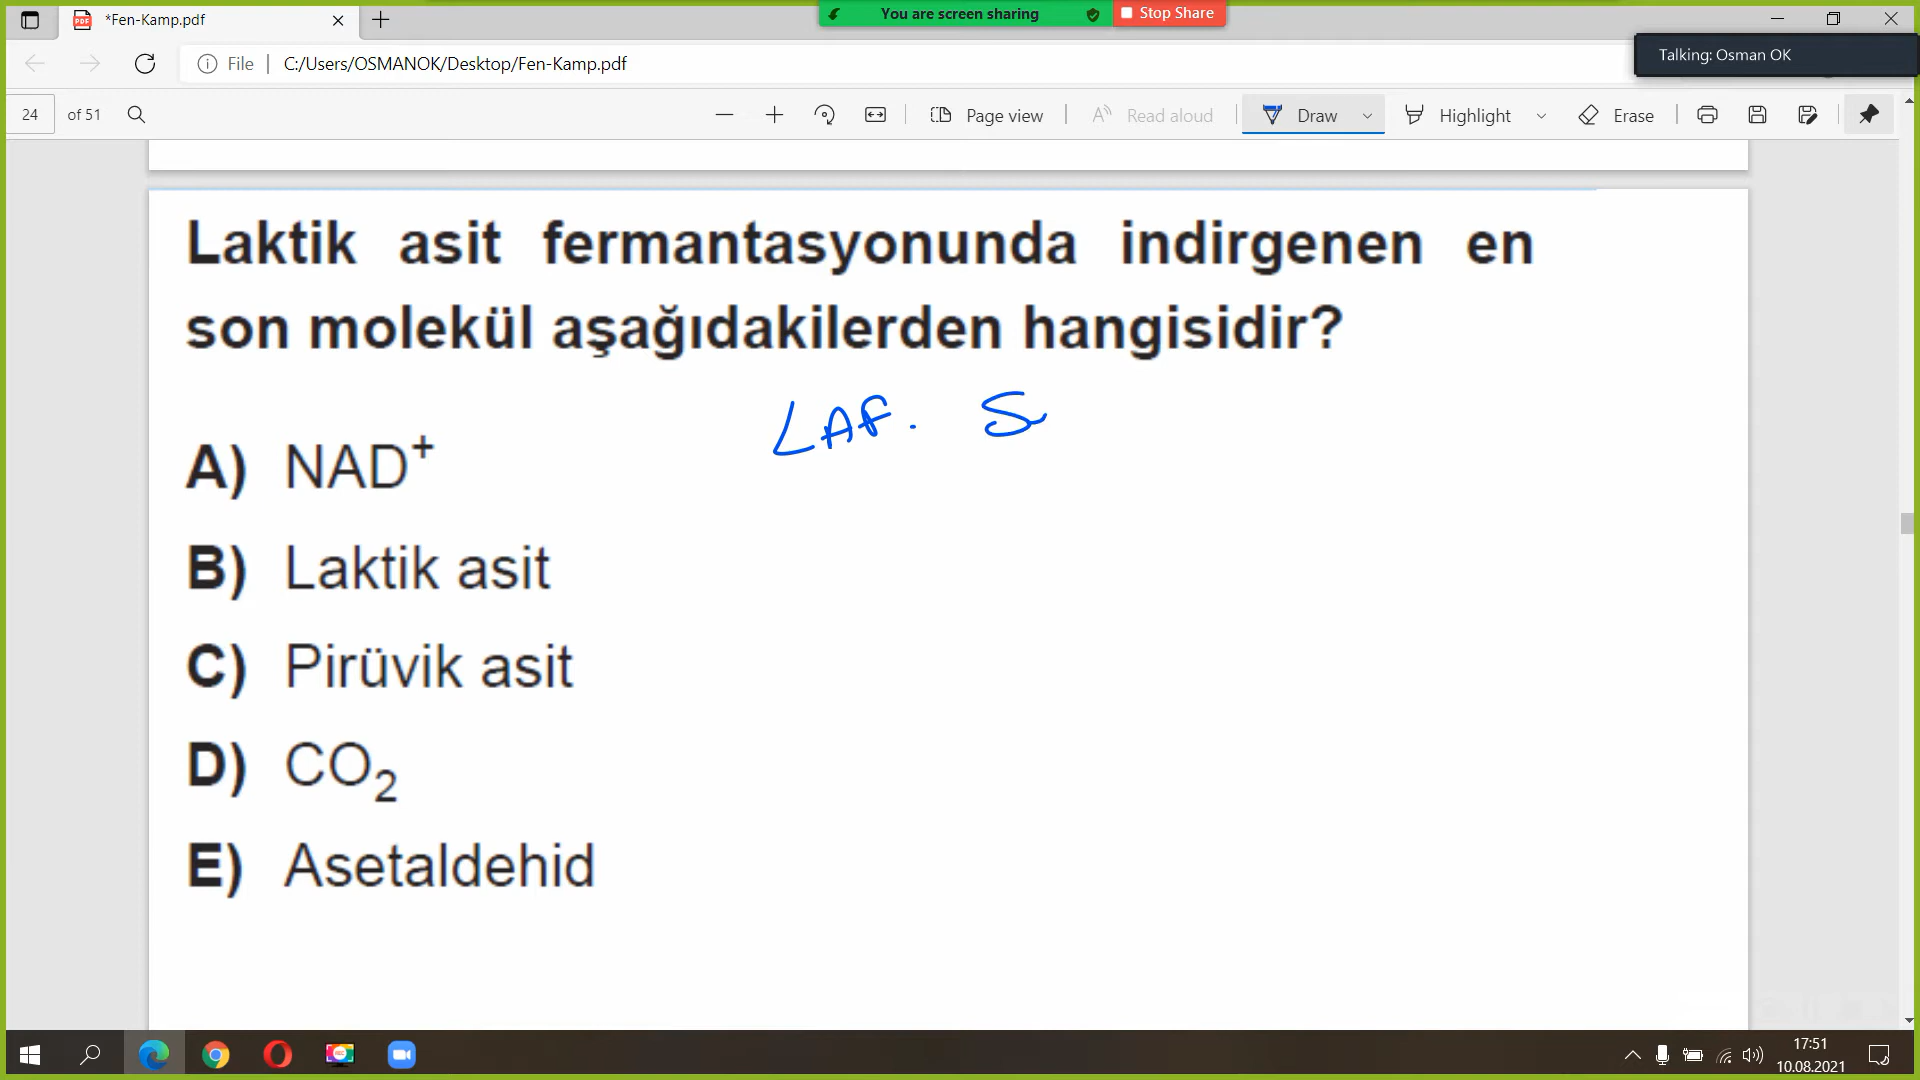 *Fen-Kamp.pdf
You are screen sharing
Stop Share
Talking: Osman OK
File
C:/Users/OSMANOK/Desktop/Fen-Kamp.pdf
24 of 51
Page view
Read aloud
Draw
Highlight
Erase
Laktik asit fermantasyonunda indirgenen en
son molekül aşağıdakilerden hangisidir?
LAF. S
A) NAD⁺
B) Laktik asit
C) Pirüvik asit
D) CO₂
E) Asetaldehid
17:51
10.08.2021